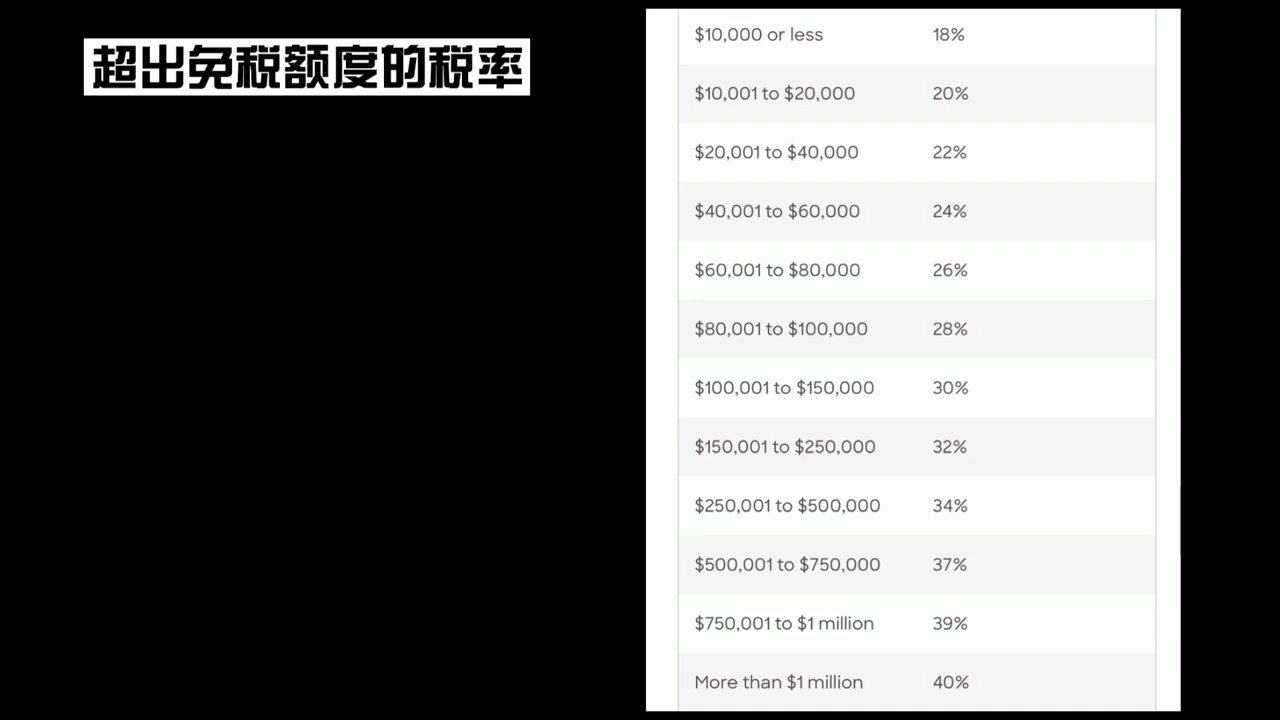 超出免税额度的税率
$10,000 or less 18%
$10,001 to $20,000 20%
$20,001 to $40,000 22%
$40,001 to $60,000 24%
$60,001 to $80,000 26%
$80,001 to $100,000 28%
$100,001 to $150,000 30%
$150,001 to $250,000 32%
$250,001 to $500,000 34%
$500,001 to $750,000 37%
$750,001 to $1 million 39%
More than $1 million 40%